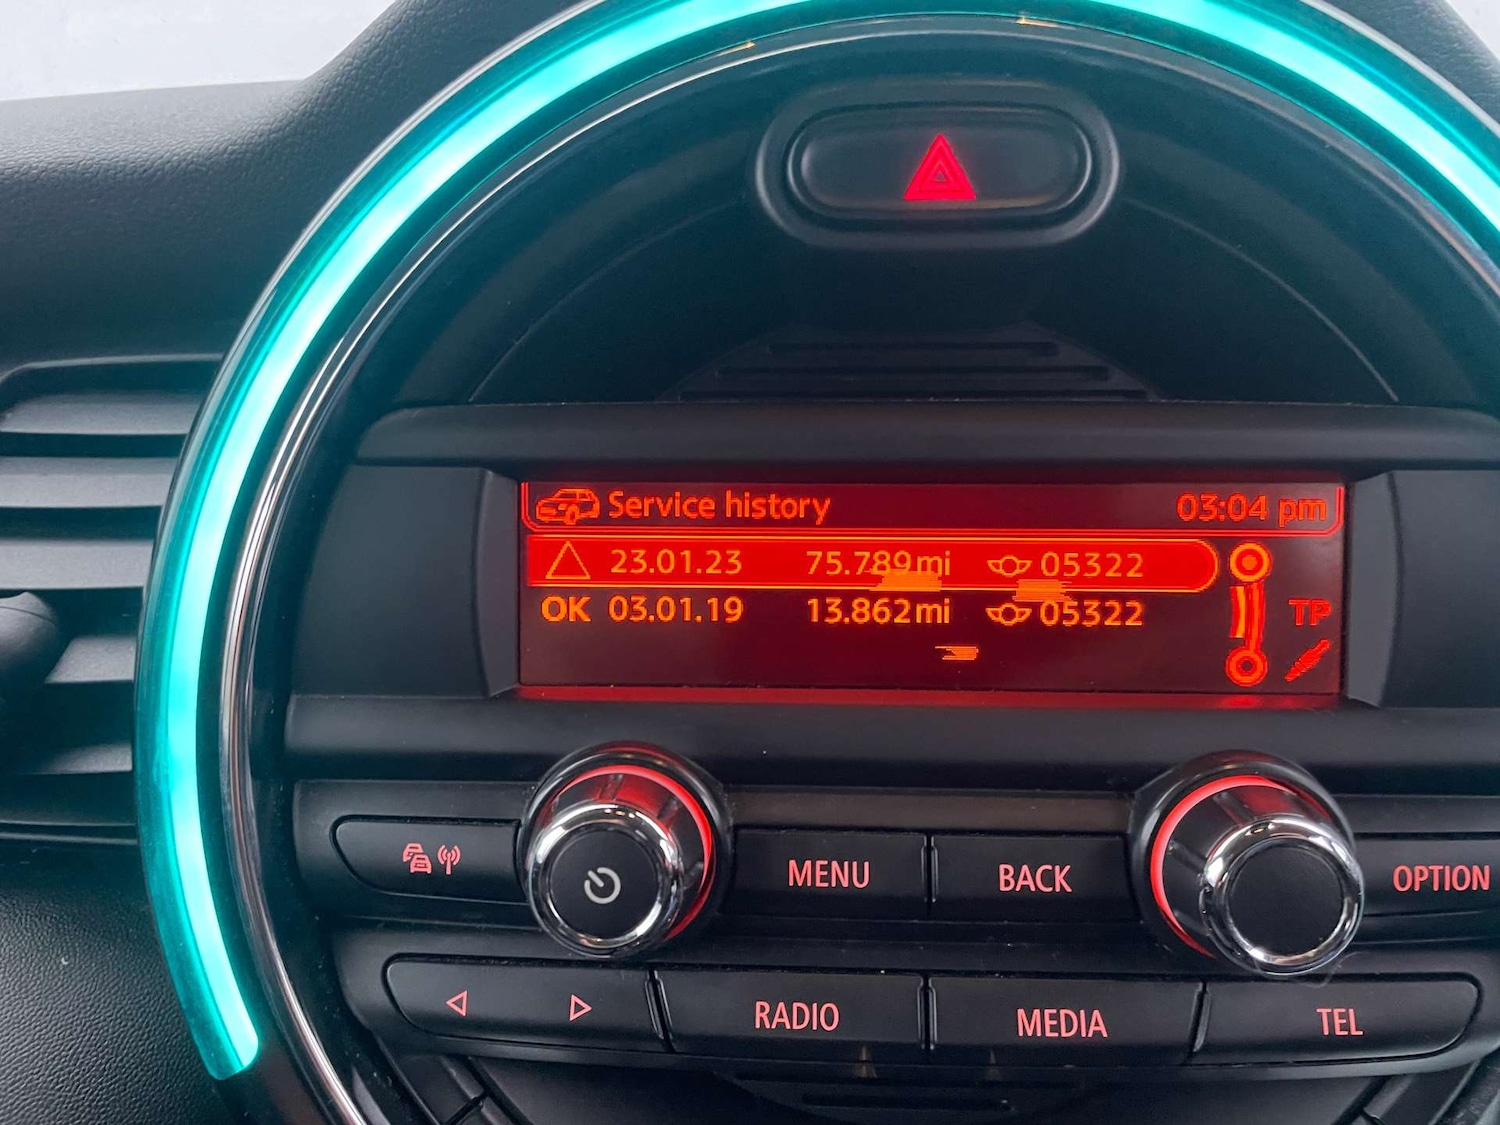 Service history 03:04 pm
23.01.23 75.789mi 05322
OK 03.01.19 13.862mi 05322
TP
MENU BACK OPTION
RADIO MEDIA TEL